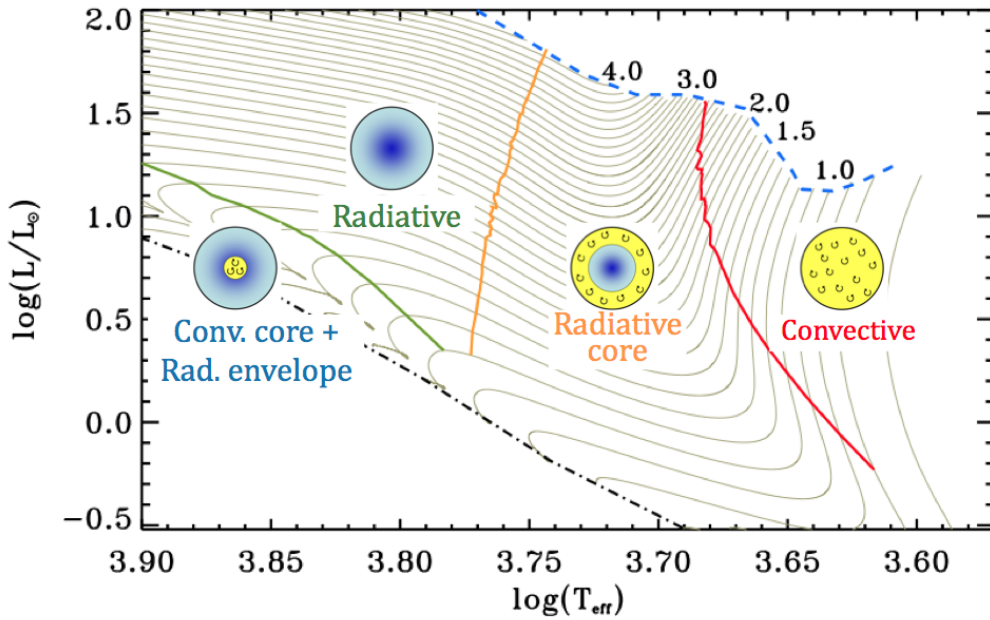 2.0
1.5
1.0
0.5
0.0
−0.5
log(L/L⊙)
4.0
3.0
2.0
1.5
1.0
Radiative
Conv. core +
Rad. envelope
Radiative
core
Convective
3.90 3.85 3.80 3.75 3.70 3.65 3.60
log(Teff)